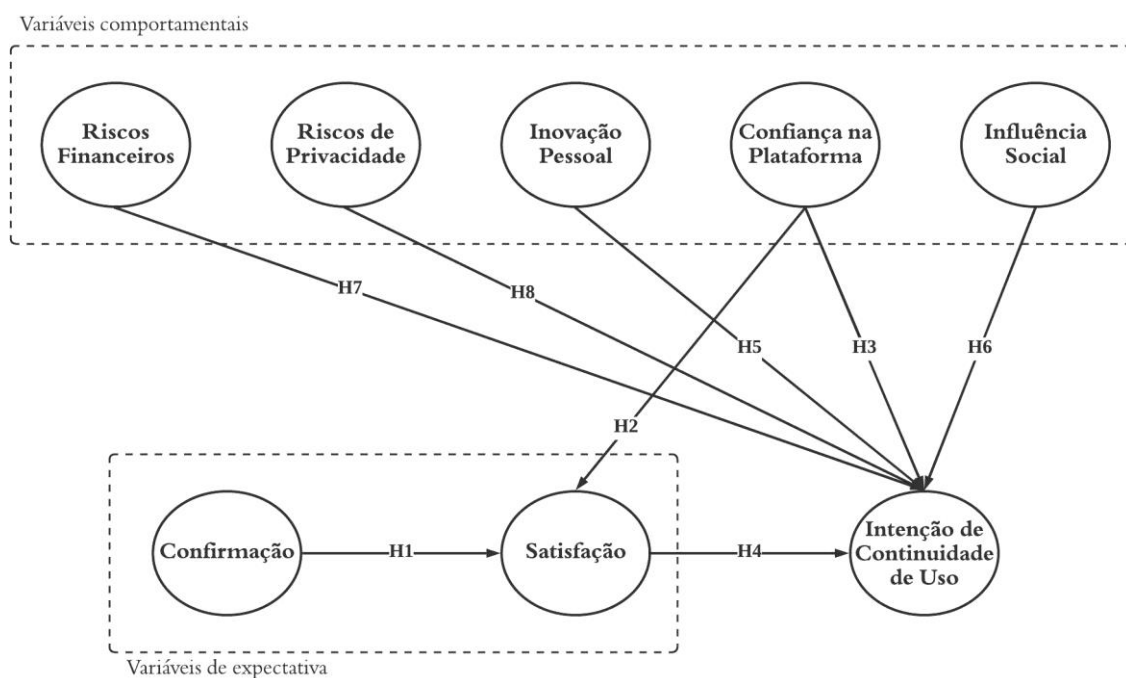 Variáveis comportamentais
Riscos
Financeiros
Riscos de
Privacidade
Inovação
Pessoal
Confiança na
Plataforma
Influência
Social
H7
H8
H5
H3
H6
H2
Confirmação
H1
Satisfação
H4
Intenção de
Continuidade
de Uso
Variáveis de expectativa